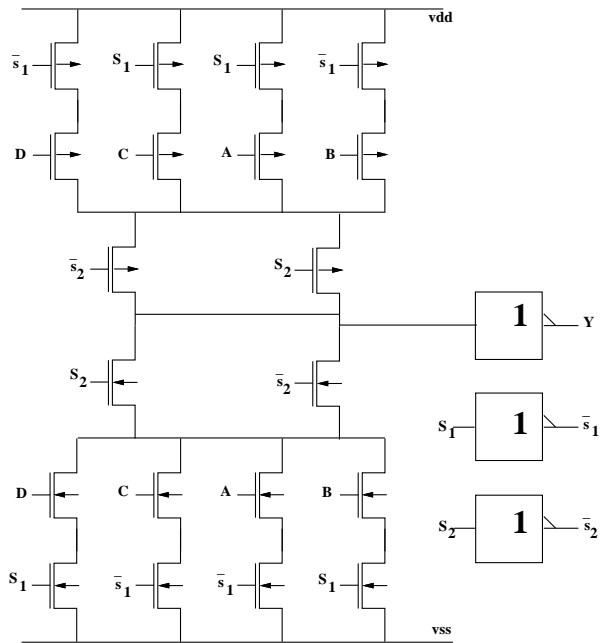 vdd
s̅1 S1 S1 s̅1
D C A B
s̅2 S2
1 Y
S2 s̅2
S1 1 s̅1
D C A B
S2 1 s̅2
S1 s̅1 s̅1 S1
vss